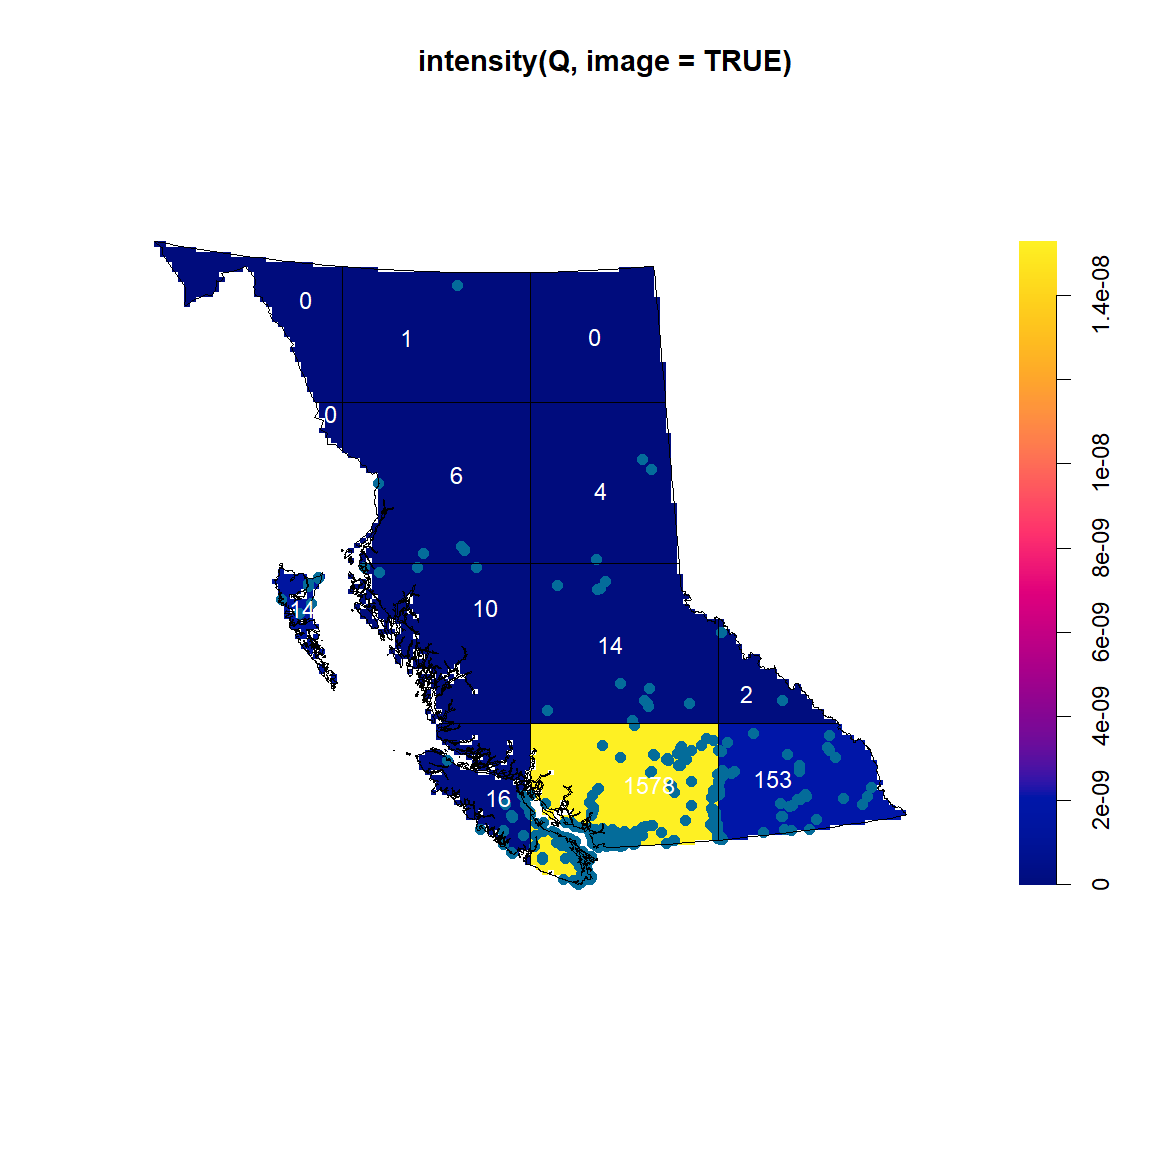 intensity(Q, image = TRUE)
0
1
0
0
6
4
14
10
14
2
16
1578
153
1.4e-08
1e-08
8e-09
6e-09
4e-09
2e-09
0